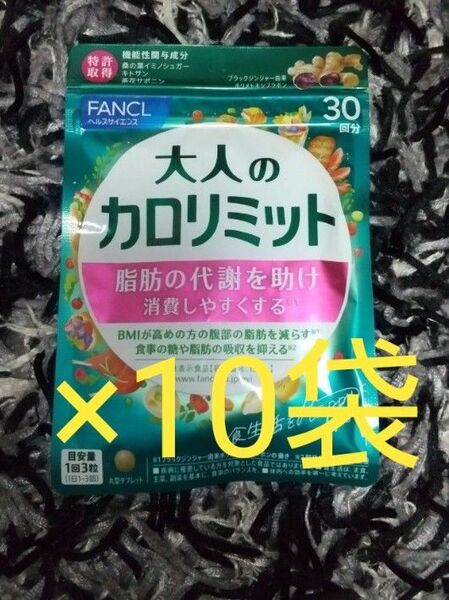 特許
取得
機能性関与成分
桑の葉イミノシュガー
キトサン
茶花サポニン
ブラックジンジャー由来
ポリメトキシフラボン
FANCL
ヘルスサイエンス
30
回分
大人の
カロリミット
脂肪の代謝を助け
消費しやすくする
BMIが高めの方の腹部の脂肪を減らす※1
食事の糖や脂肪の吸収を抑える※2
×10袋
目安量
1回3粒
(1日1~3回)
丸型タブレット